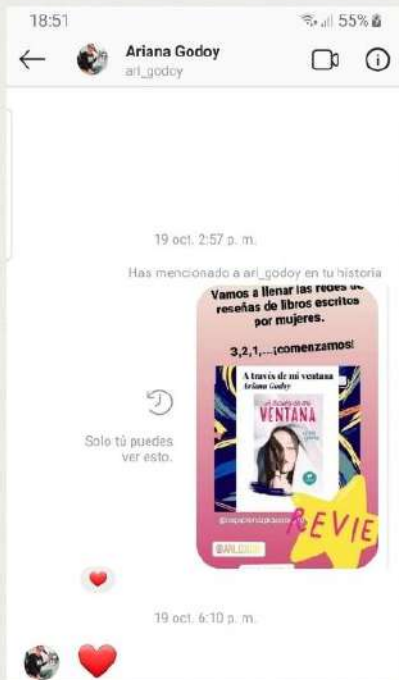 18:51
55%
Ariana Godoy
ari_godoy
19 oct. 2:57 p. m.
Has mencionado a ari_godoy en tu historia
Vamos a llenar las redes de
reseñas de libros escritos
por mujeres.
3,2,1,...¡comenzamos!
A través de mi ventana
Ariana Godoy
VENTANA
REVIE
Solo tú puedes
ver esto.
19 oct. 6:10 p. m.